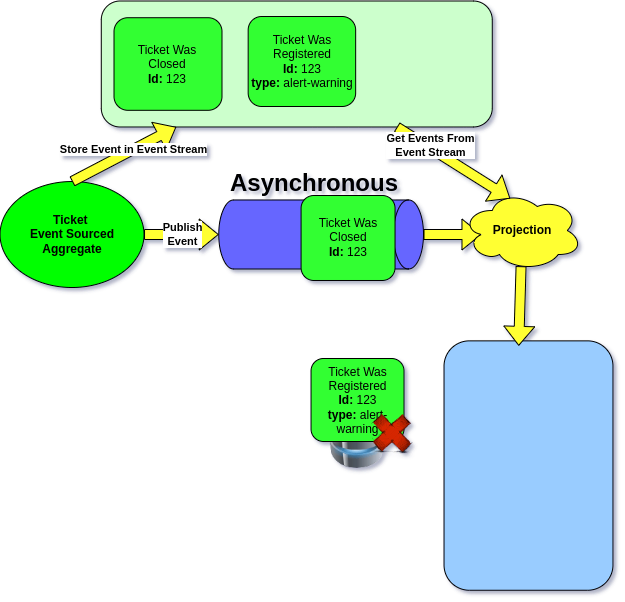 Ticket Was
Closed
Id: 123
Ticket Was
Registered
Id: 123
type: alert-warning
Store Event in Event Stream
Get Events From
Event Stream
Asynchronous
Ticket
Event Sourced
Aggregate
Publish
Event
Ticket Was
Closed
Id: 123
Projection
Ticket Was
Registered
Id: 123
type: alert-
warning